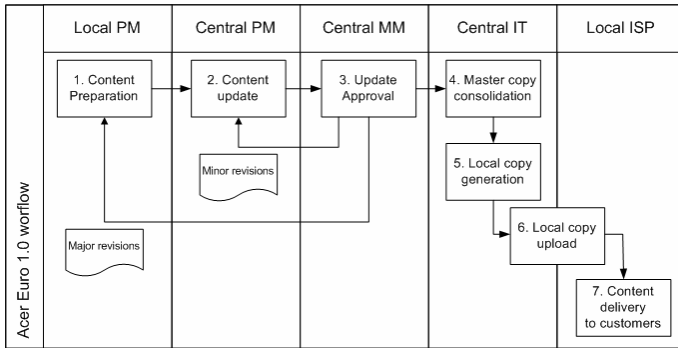 Local PM
Central PM
Central MM
Central IT
Local ISP
1. Content
Preparation
2. Content
update
3. Update
Approval
4. Master copy
consolidation
Minor revisions
5. Local copy
generation
Major revisions
6. Local copy
upload
7. Content
delivery
to customers
Acer Euro 1.0 worflow